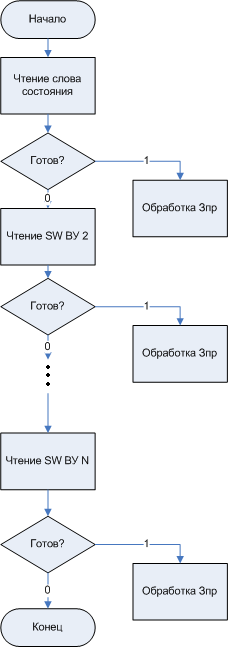 Начало
Чтение слова
состояния
Готов?
1
Обработка Зпр
0
Чтение SW ВУ 2
Готов?
1
Обработка Зпр
0
Чтение SW ВУ N
Готов?
1
Обработка Зпр
0
Конец